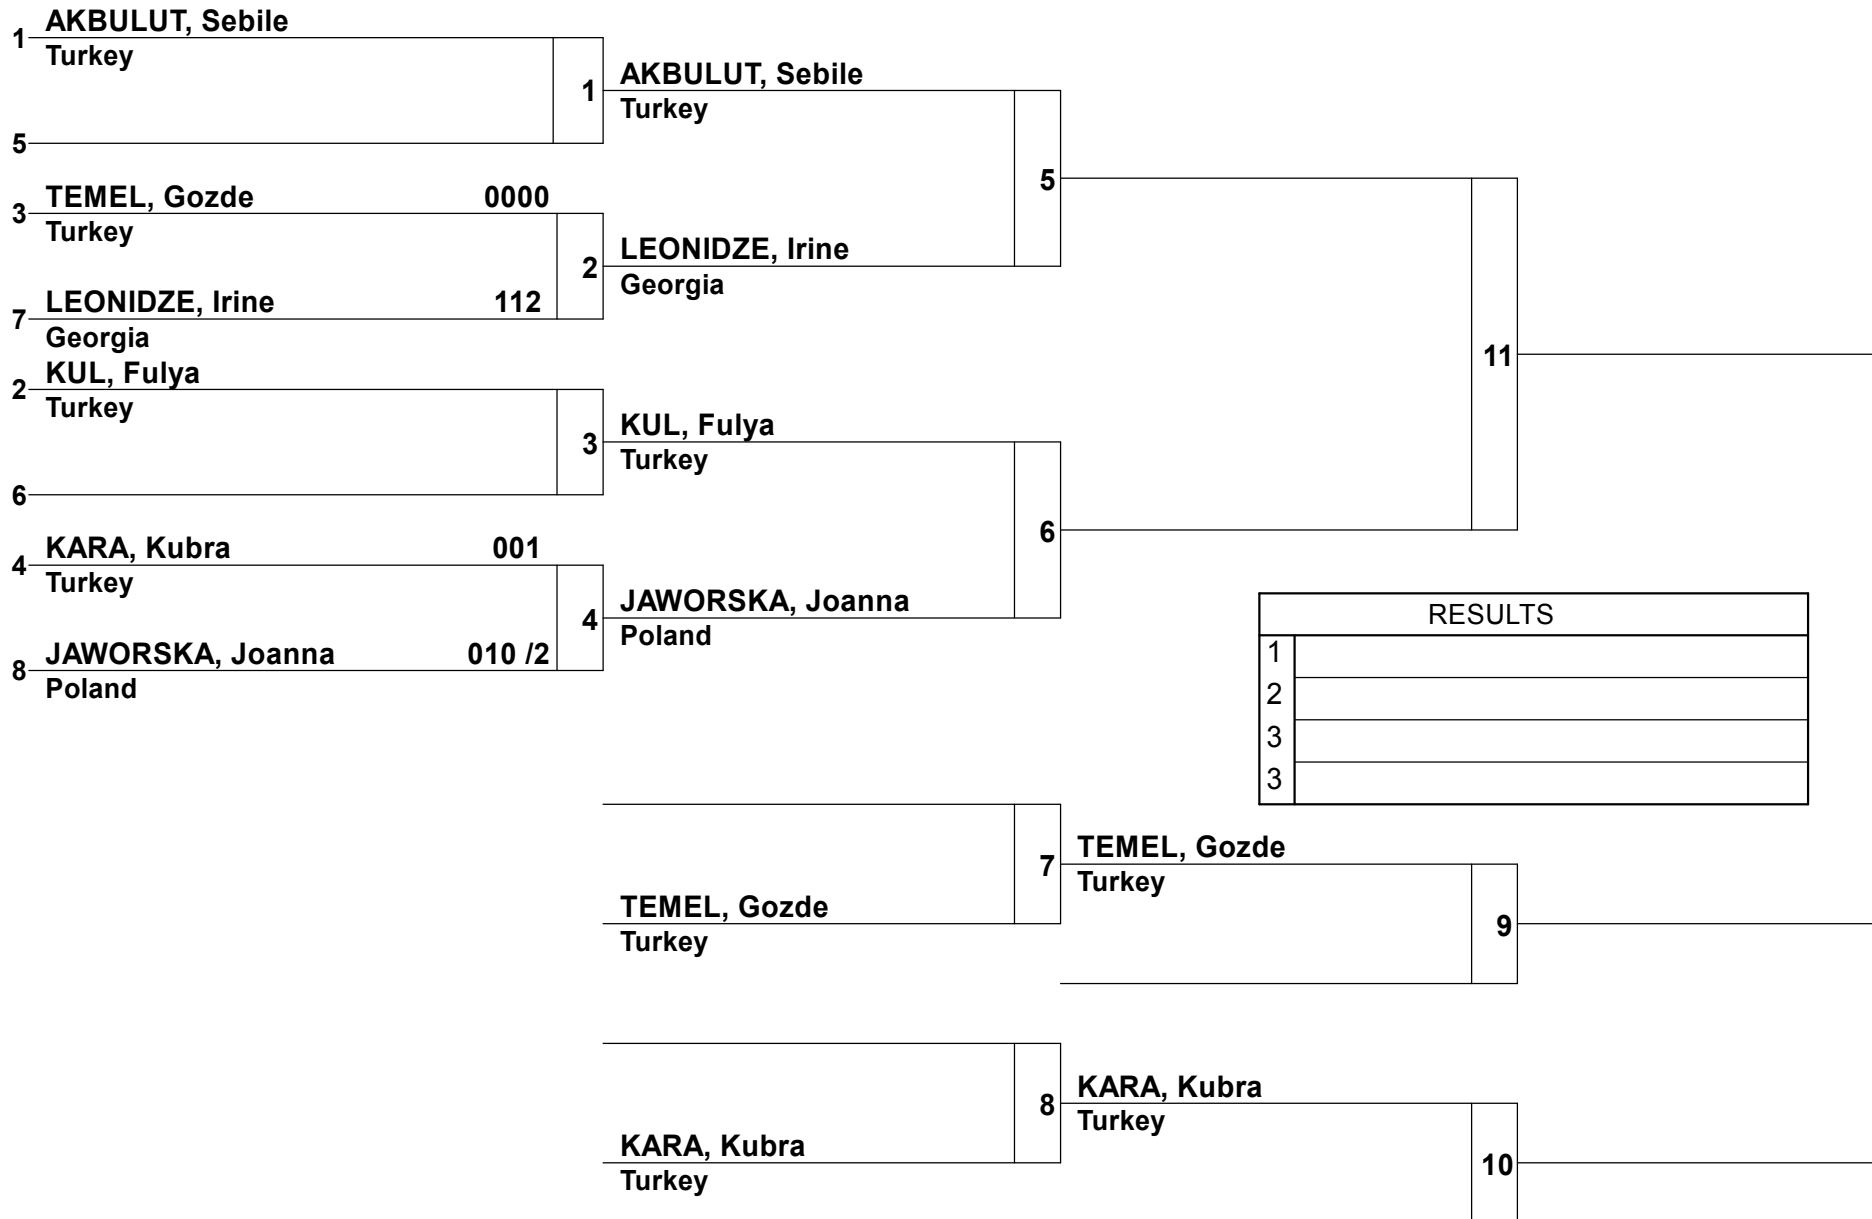 AKBULUT, Sebile
1
Turkey
1
AKBULUT, Sebile
Turkey
5
3
TEMEL, Gozde 0000
Turkey
2
LEONIDZE, Irine
Georgia
7
LEONIDZE, Irine 112
Georgia
5
2
KUL, Fulya
Turkey
3
KUL, Fulya
Turkey
6
4
KARA, Kubra 001
Turkey
4
JAWORSKA, Joanna
Poland
8
JAWORSKA, Joanna 010 /2
Poland
6
11
RESULTS
1
2
3
3
7
TEMEL, Gozde
Turkey
TEMEL, Gozde
Turkey
9
8
KARA, Kubra
Turkey
KARA, Kubra
Turkey
10